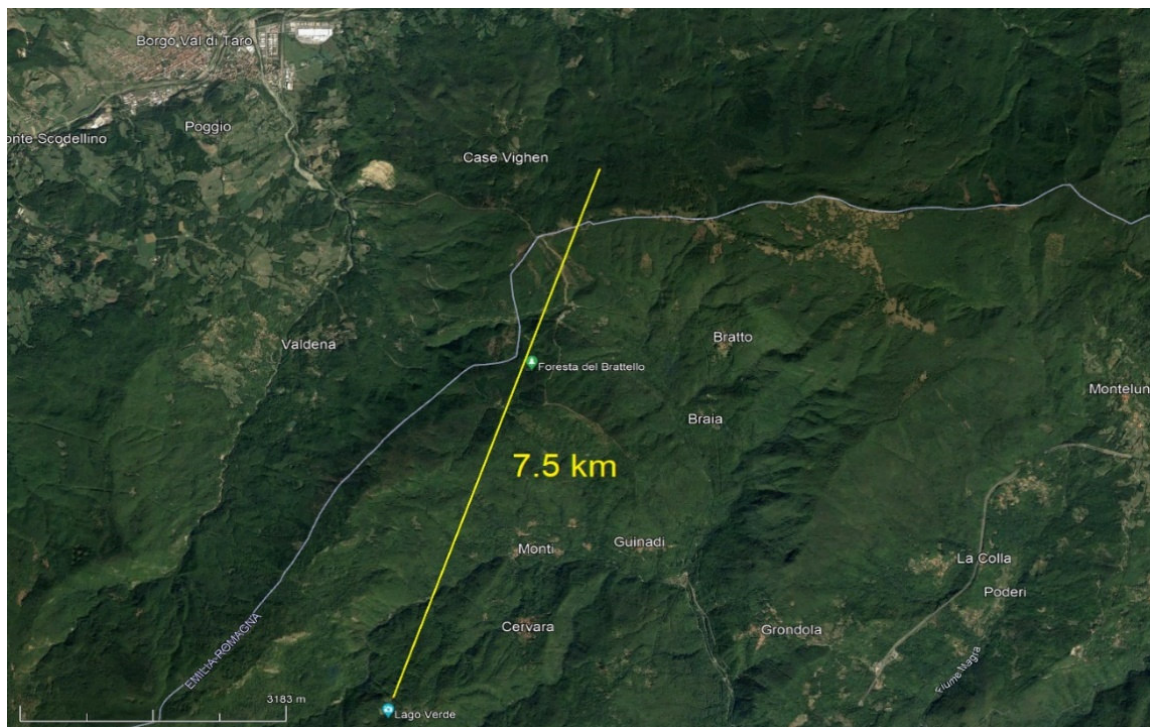 Borgo Val di Taro
Poggio
onte Scodellino
Case Vighen
Valdena
Bratto
Foresta del Brattello
Montelun
Braia
7.5 km
Monti
Guinadi
La Colla
Poderi
Cervara
Grondola
EMILIA-ROMAGNA
Fiume Magra
3183 m
Lago Verde